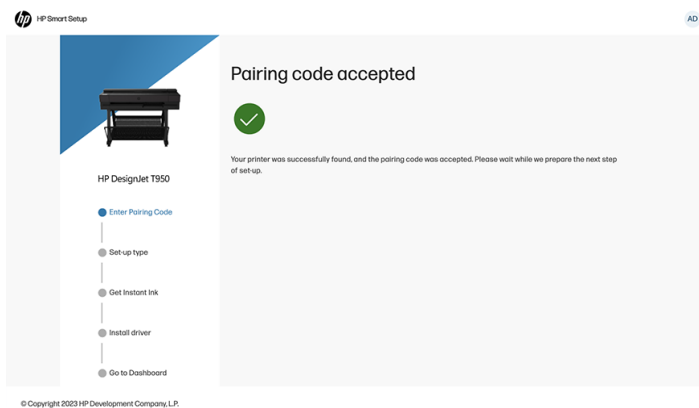 hp HP Smart Setup
AD
Pairing code accepted
Your printer was successfully found, and the pairing code was accepted. Please wait while we prepare the next step
of set-up.
HP DesignJet T950
Enter Pairing Code
Set-up type
Get Instant Ink
Install driver
Go to Dashboard
© Copyright 2023 HP Development Company, L.P.